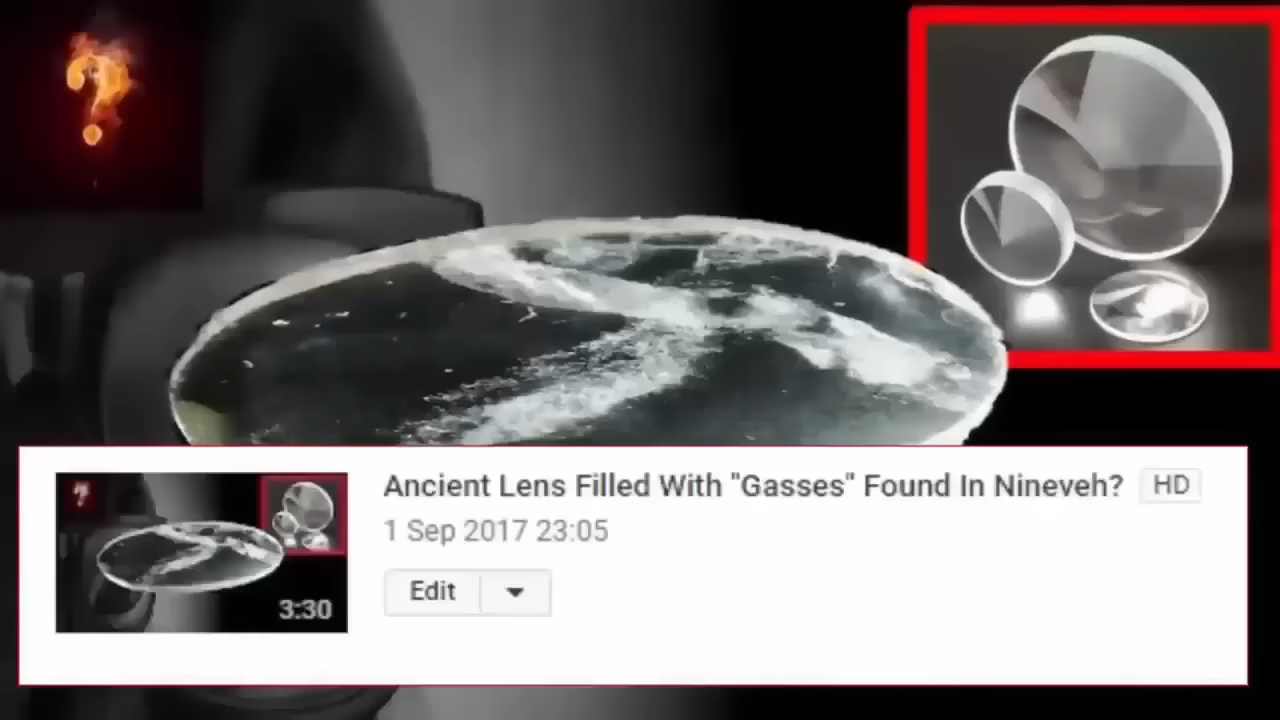 ?
Ancient Lens Filled With "Gasses" Found In Nineveh? HD
1 Sep 2017 23:05
Edit
3:30